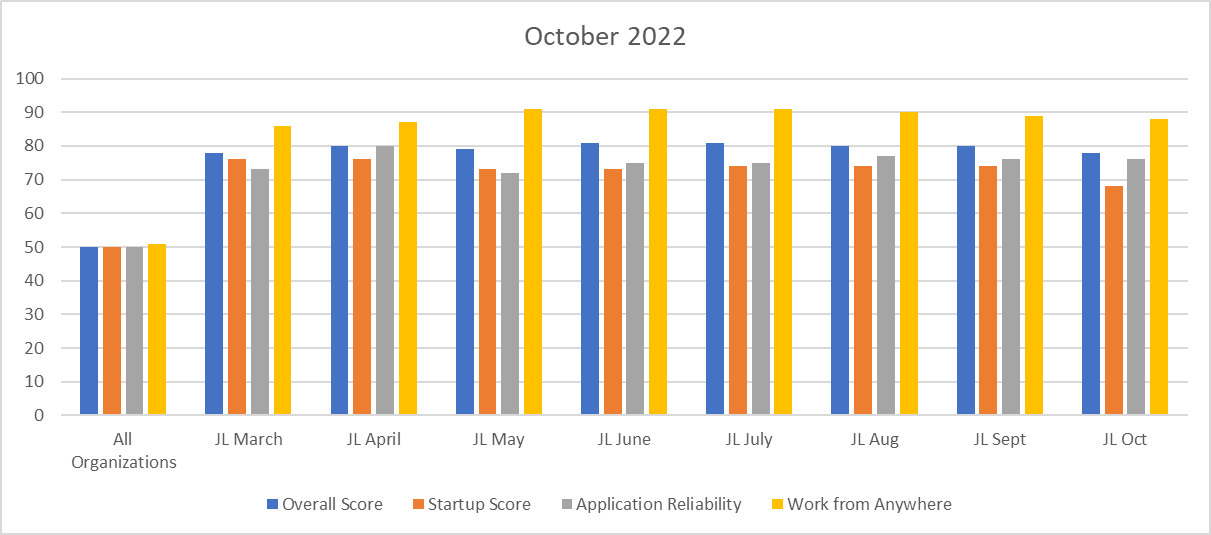 October 2022
100
90
80
70
60
50
40
30
20
10
0
All
Organizations
JL March
JL April
JL May
JL June
JL July
JL Aug
JL Sept
JL Oct
Overall Score
Startup Score
Application Reliability
Work from Anywhere